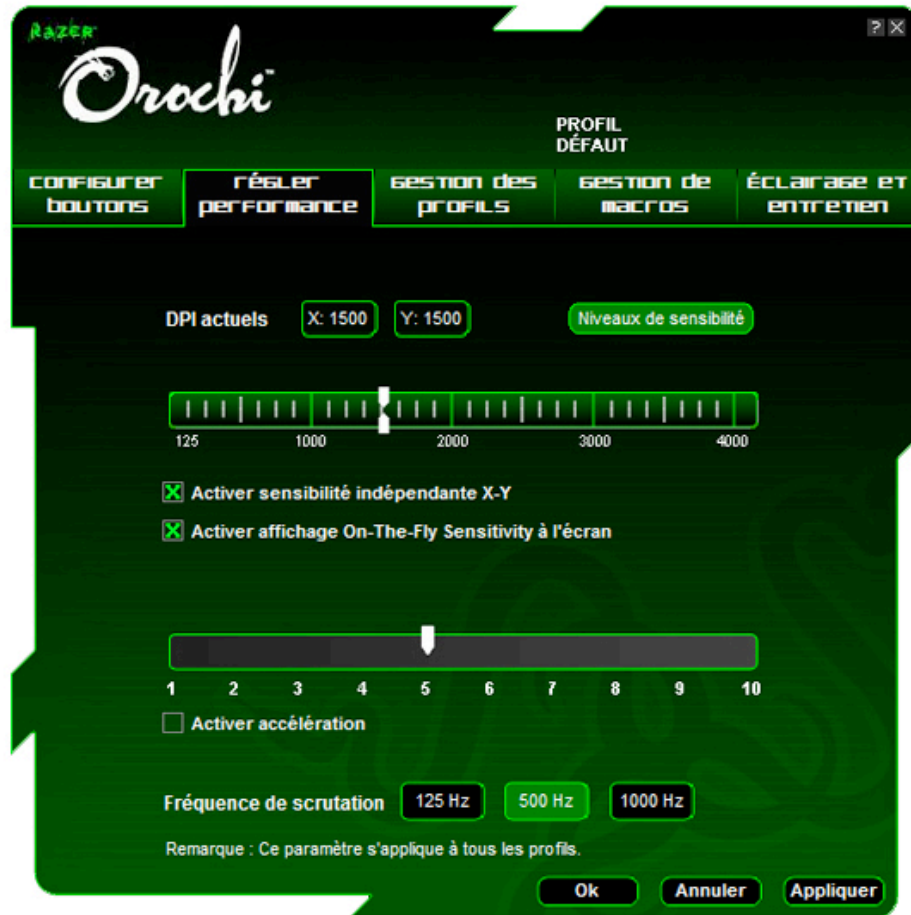 RAZER
Orochi™
? X
PROFIL
DÉFAUT
configurer boutons
régler performance
gestion des profils
gestion de macros
éclairage et entretien
DPI actuels X: 1500 Y: 1500 Niveaux de sensibilité
125 1000 2000 3000 4000
Activer sensibilité indépendante X-Y
Activer affichage On-The-Fly Sensitivity à l'écran
1 2 3 4 5 6 7 8 9 10
Activer accélération
Fréquence de scrutation 125 Hz 500 Hz 1000 Hz
Remarque : Ce paramètre s'applique à tous les profils.
Ok Annuler Appliquer